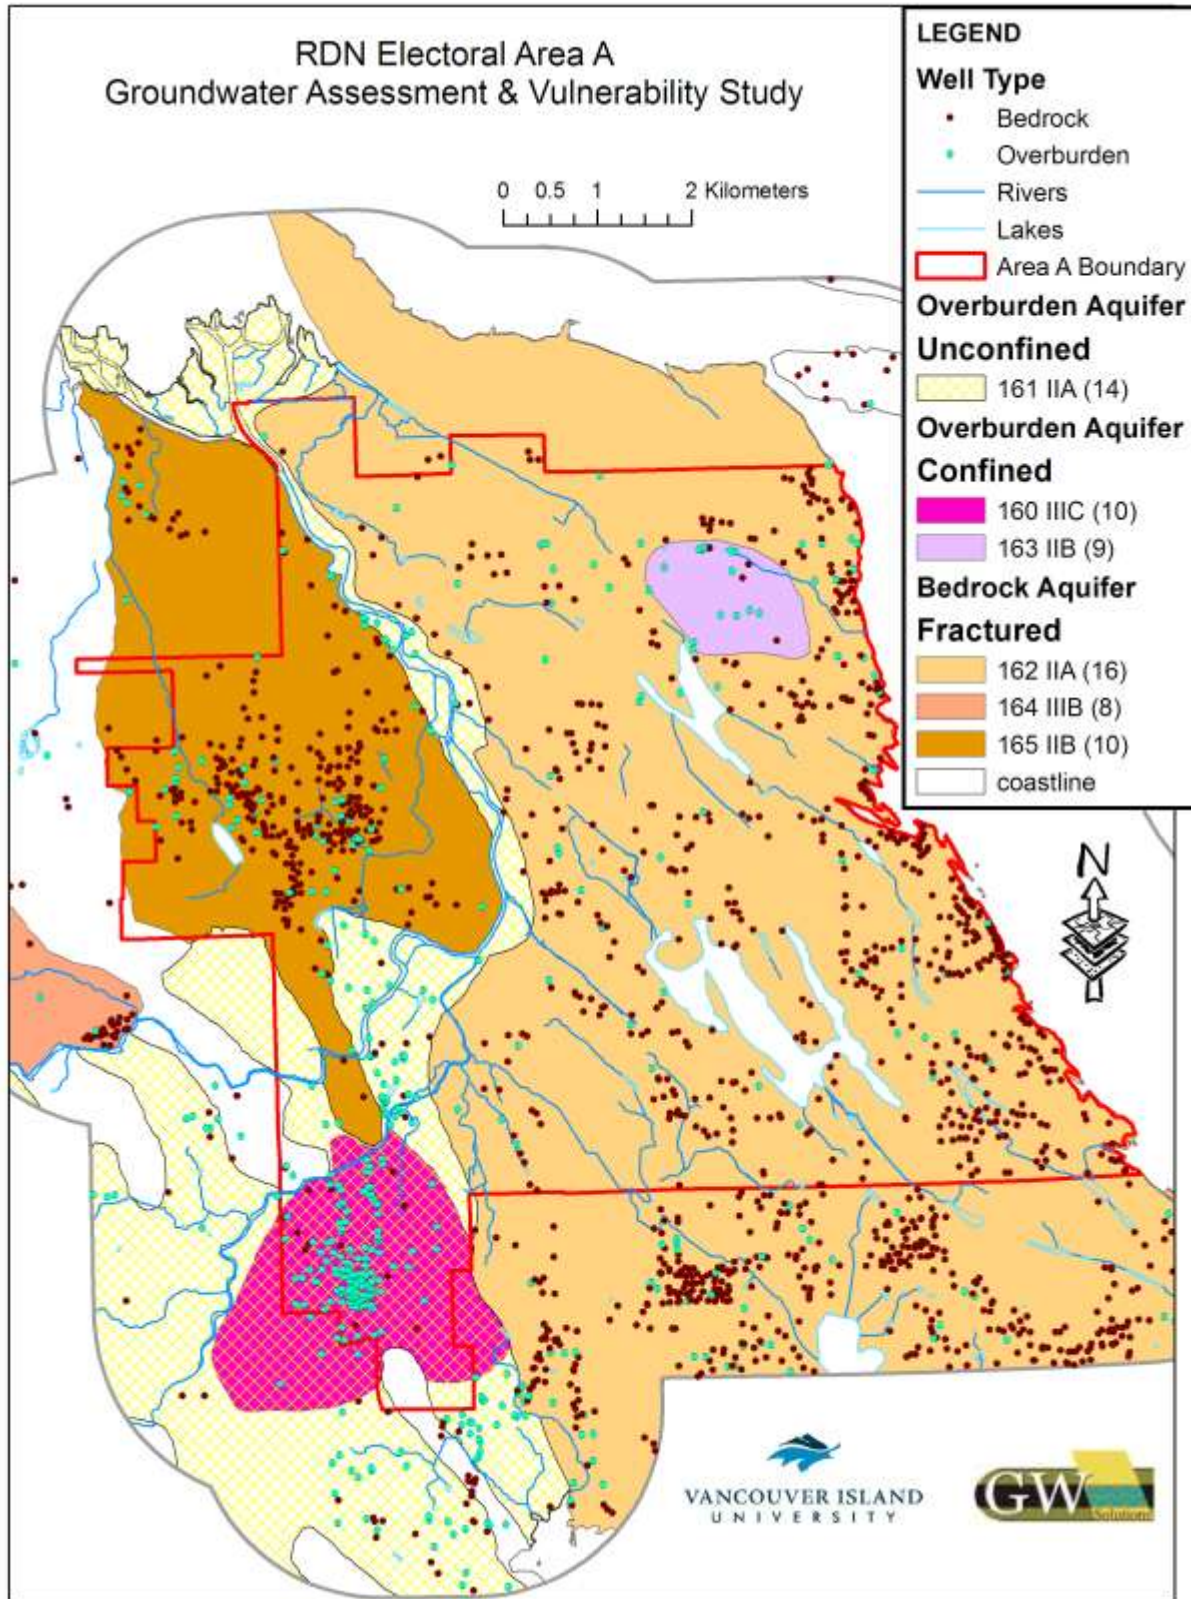 RDN Electoral Area A
Groundwater Assessment & Vulnerability Study
0 0.5 1 2 Kilometers
LEGEND
Well Type
Bedrock
Overburden
Rivers
Lakes
Area A Boundary
Overburden Aquifer
Unconfined
161 IIA (14)
Overburden Aquifer
Confined
160 IIIC (10)
163 IIB (9)
Bedrock Aquifer
Fractured
162 IIA (16)
164 IIIB (8)
165 IIB (10)
coastline
N
VANCOUVER ISLAND
UNIVERSITY
GW
Solutions